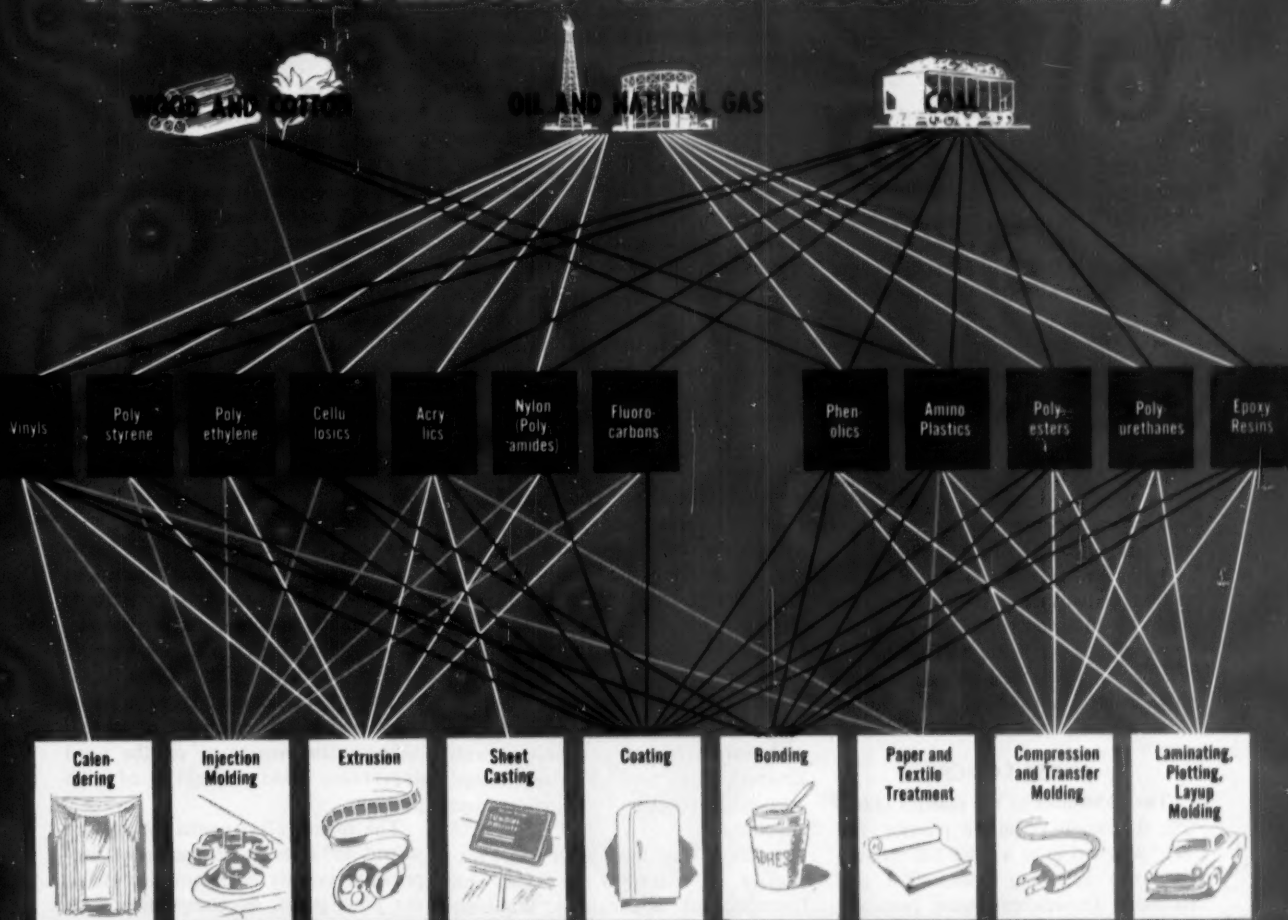 WOOD AND COTTON
OIL AND NATURAL GAS
COAL
Vinyls
Poly
styrene
Poly-
ethylene
Cellu
losics
Acry
lics
Nylon
(Poly
amides)
Fluoro-
carbons
Phen-
olics
Amino
Plastics
Poly-
esters
Poly-
urethanes
Epoxy
Resins
Calen-
dering
Injection
Molding
Extrusion
Sheet
Casting
Coating
Bonding
Paper and
Textile
Treatment
Compression
and Transfer
Molding
Laminating,
Plotting,
Layup
Molding
ADHES